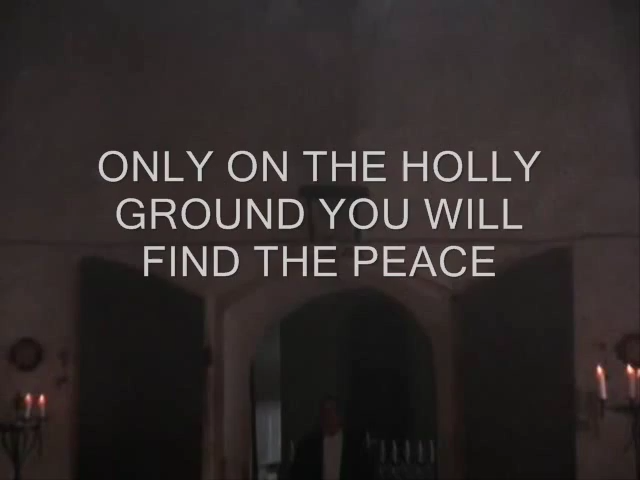 ONLY ON THE HOLLY
GROUND YOU WILL
FIND THE PEACE